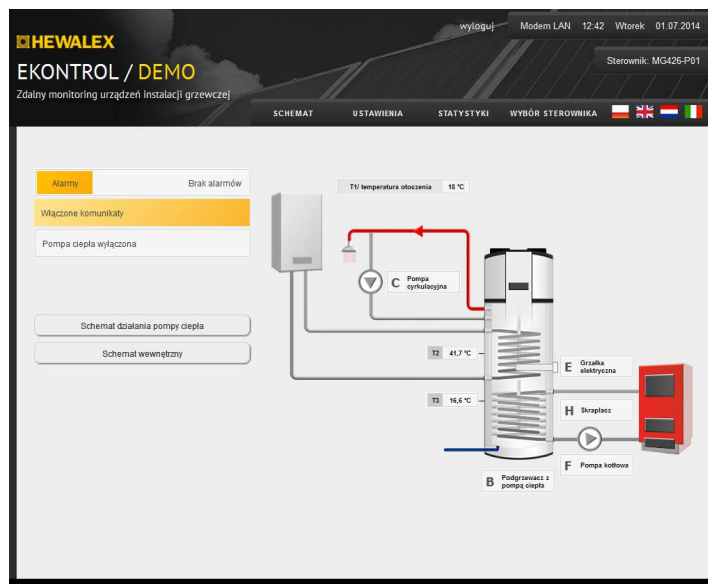 wyloguj
Modem LAN 12:42 Wtorek 01.07.2014
HEWALEX
EKONTROL / DEMO
Sterownik: MG426-P01
Zdalny monitoring urządzeń instalacji grzewczej
SCHEMAT USTAWIENIA STATYSTYKI WYBÓR STEROWNIKA
Alarmy Brak alarmów
Włączone komunikaty
Pompa ciepła wyłączona
Schemat działania pompy ciepła
Schemat wewnętrzny
T1/ temperatura otoczenia 18 °C
C Pompa
cyrkulacyjna
T2 41,7 °C
E Grzałka
elektryczna
T3 16,6 °C
H Skraplacz
F Pompa kotłowa
B Podgrzewacz z
pompą ciepła